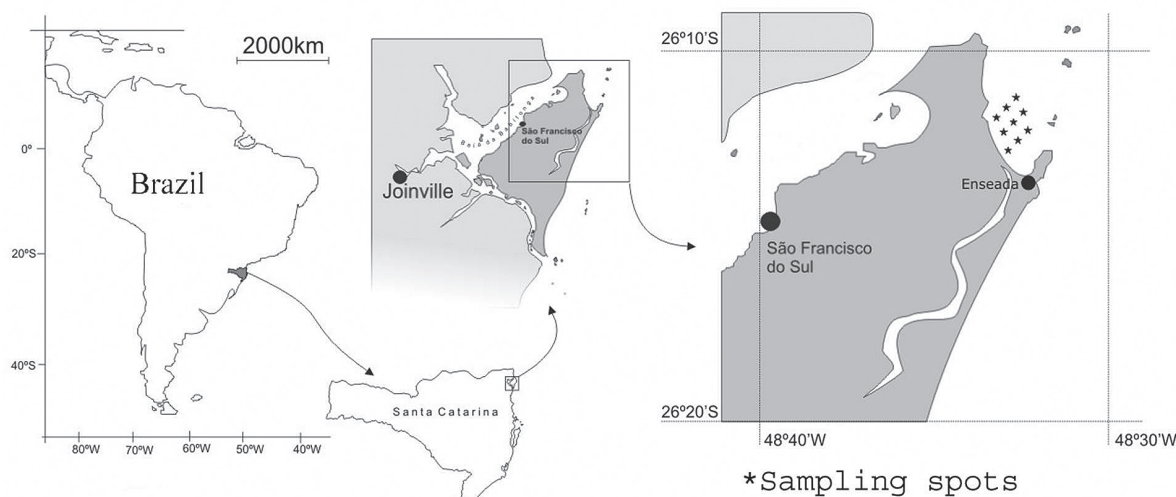 2000km
0º
20ºS
40ºS
80ºW
70ºW
60ºW
50ºW
40ºW
Brazil
Joinville
São Francisco
do Sul
Santa Catarina
26º10'S
26º20'S
48º40'W
48º30'W
Enseada
São Francisco
do Sul
*Sampling spots